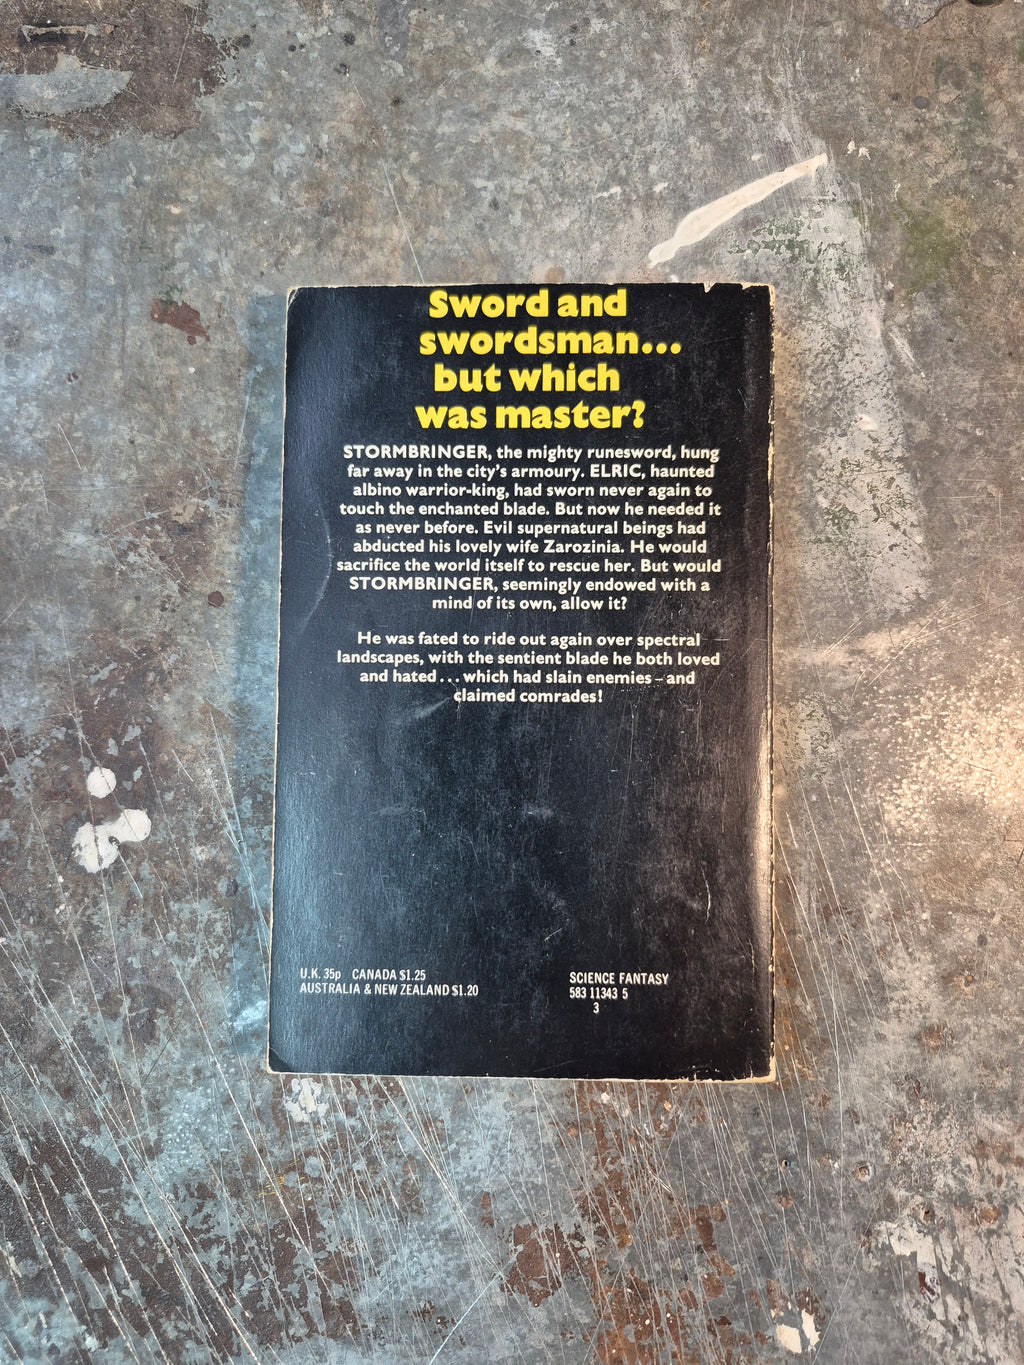 Sword and
swordsman...
but which
was master?
STORMBRINGER, the mighty runesword, hung
far away in the city's armoury. ELRIC, haunted
albino warrior-king, had sworn never again to
touch the enchanted blade. But now he needed it
as never before. Evil supernatural beings had
abducted his lovely wife Zarozinia. He would
sacrifice the world itself to rescue her. But would
STORMBRINGER, seemingly endowed with a
mind of its own, allow it?
He was fated to ride out again over spectral
landscapes, with the sentient blade he both loved
and hated... which had slain enemies – and
claimed comrades!
U.K. 35p CANADA $1.25
AUSTRALIA & NEW ZEALAND $1.20
SCIENCE FANTASY
583 11343 5
3